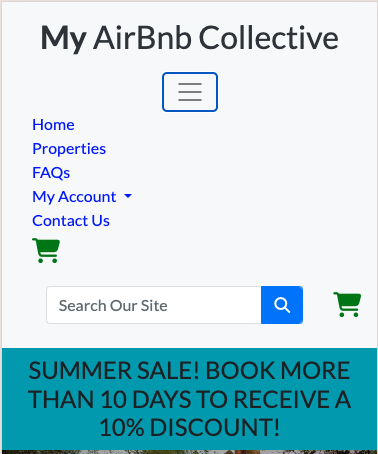 My AirBnb Collective
Home
Properties
FAQs
My Account
Contact Us
Search Our Site
SUMMER SALE! BOOK MORE
THAN 10 DAYS TO RECEIVE A
10% DISCOUNT!